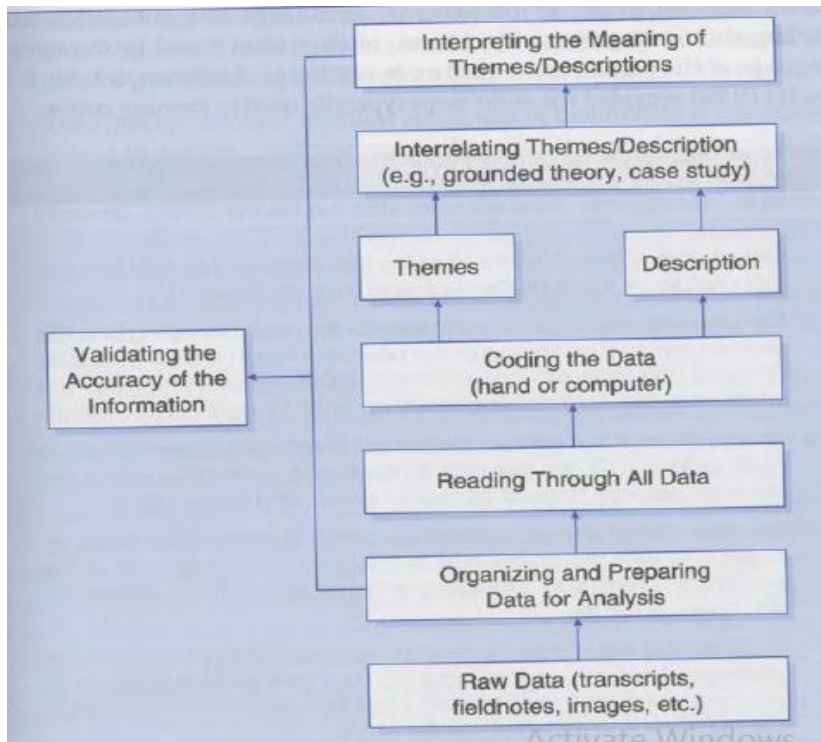 Interpreting the Meaning of
Themes/Descriptions
Interrelating Themes/Description
(e.g., grounded theory, case study)
Themes
Description
Validating the
Accuracy of the
Information
Coding the Data
(hand or computer)
Reading Through All Data
Organizing and Preparing
Data for Analysis
Raw Data (transcripts,
fieldnotes, images, etc.)
Activate Windows